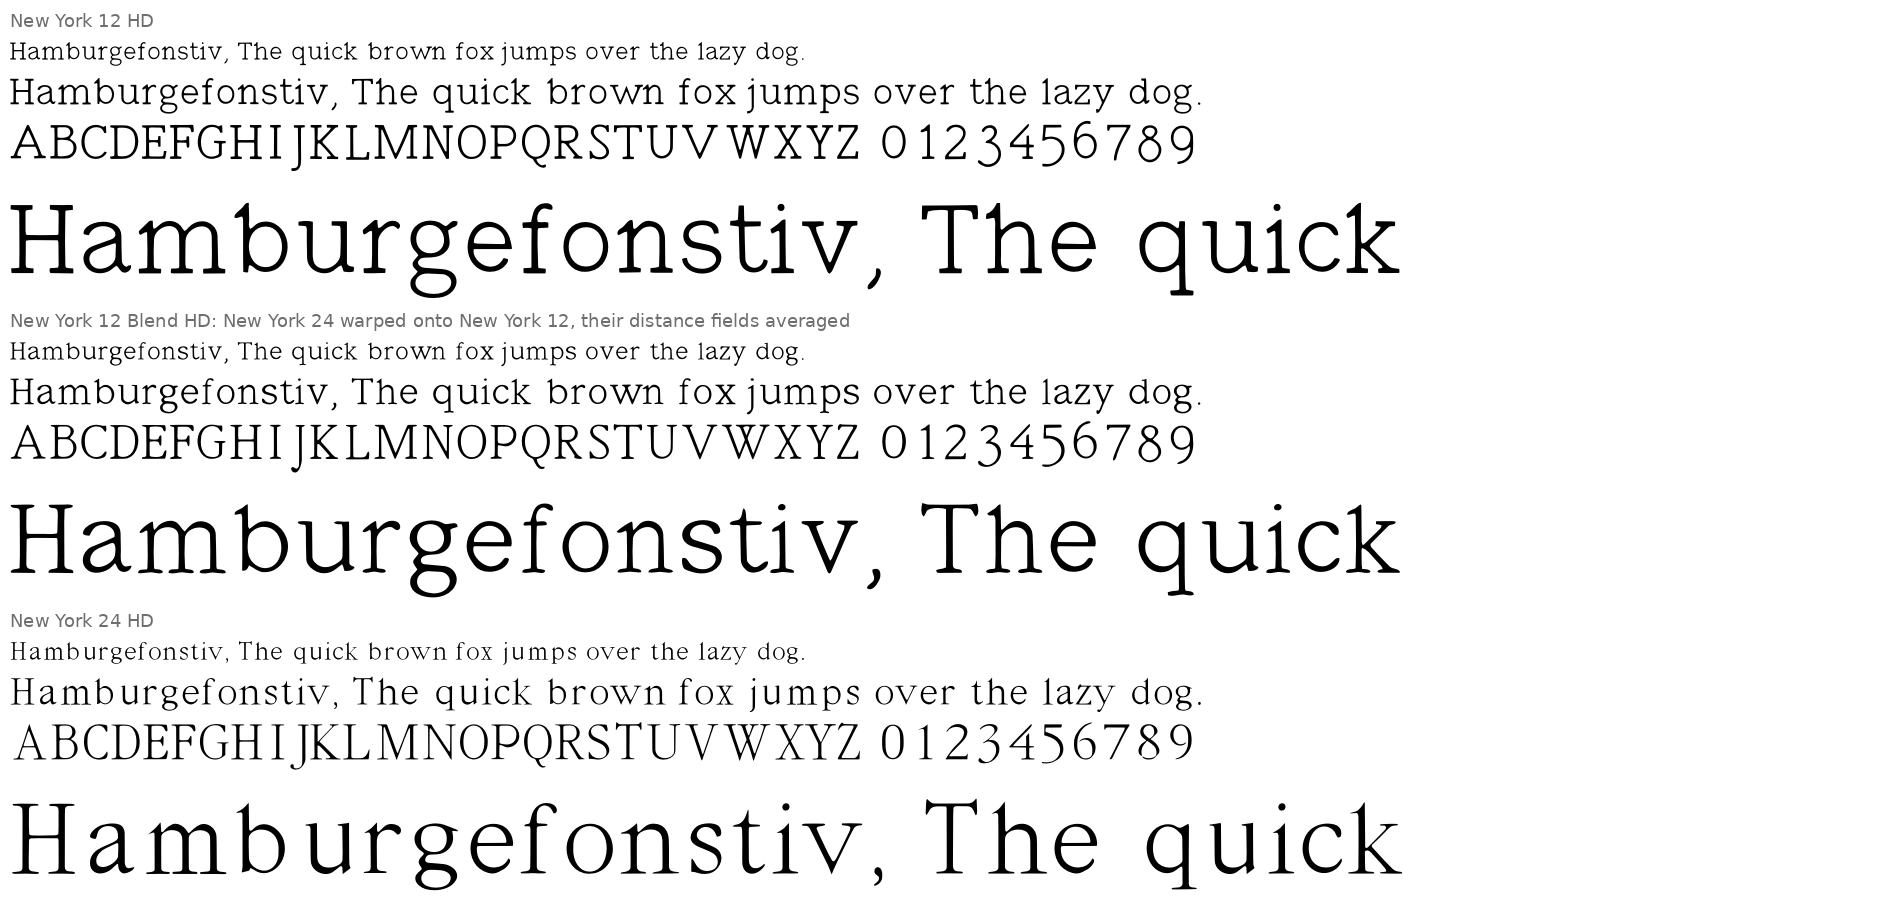 New York 12 HD
Hamburgefonstiv, The quick brown fox jumps over the lazy dog.
Hamburgefonstiv, The quick brown fox jumps over the lazy dog.
ABCDEFGHIJKLMNOPQRSTUVWXYZ 0123456789
Hamburgefonstiv, The quick
New York 12 Blend HD: New York 24 warped onto New York 12, their distance fields averaged
Hamburgefonstiv, The quick brown fox jumps over the lazy dog.
Hamburgefonstiv, The quick brown fox jumps over the lazy dog.
ABCDEFGHIJKLMNOPQRSTUVWXYZ 0123456789
Hamburgefonstiv, The quick
New York 24 HD
Hamburgefonstiv, The quick brown fox jumps over the lazy dog.
Hamburgefonstiv, The quick brown fox jumps over the lazy dog.
ABCDEFGHIJKLMNOPQRSTUVWXYZ 0123456789
Hamburgefonstiv, The quick